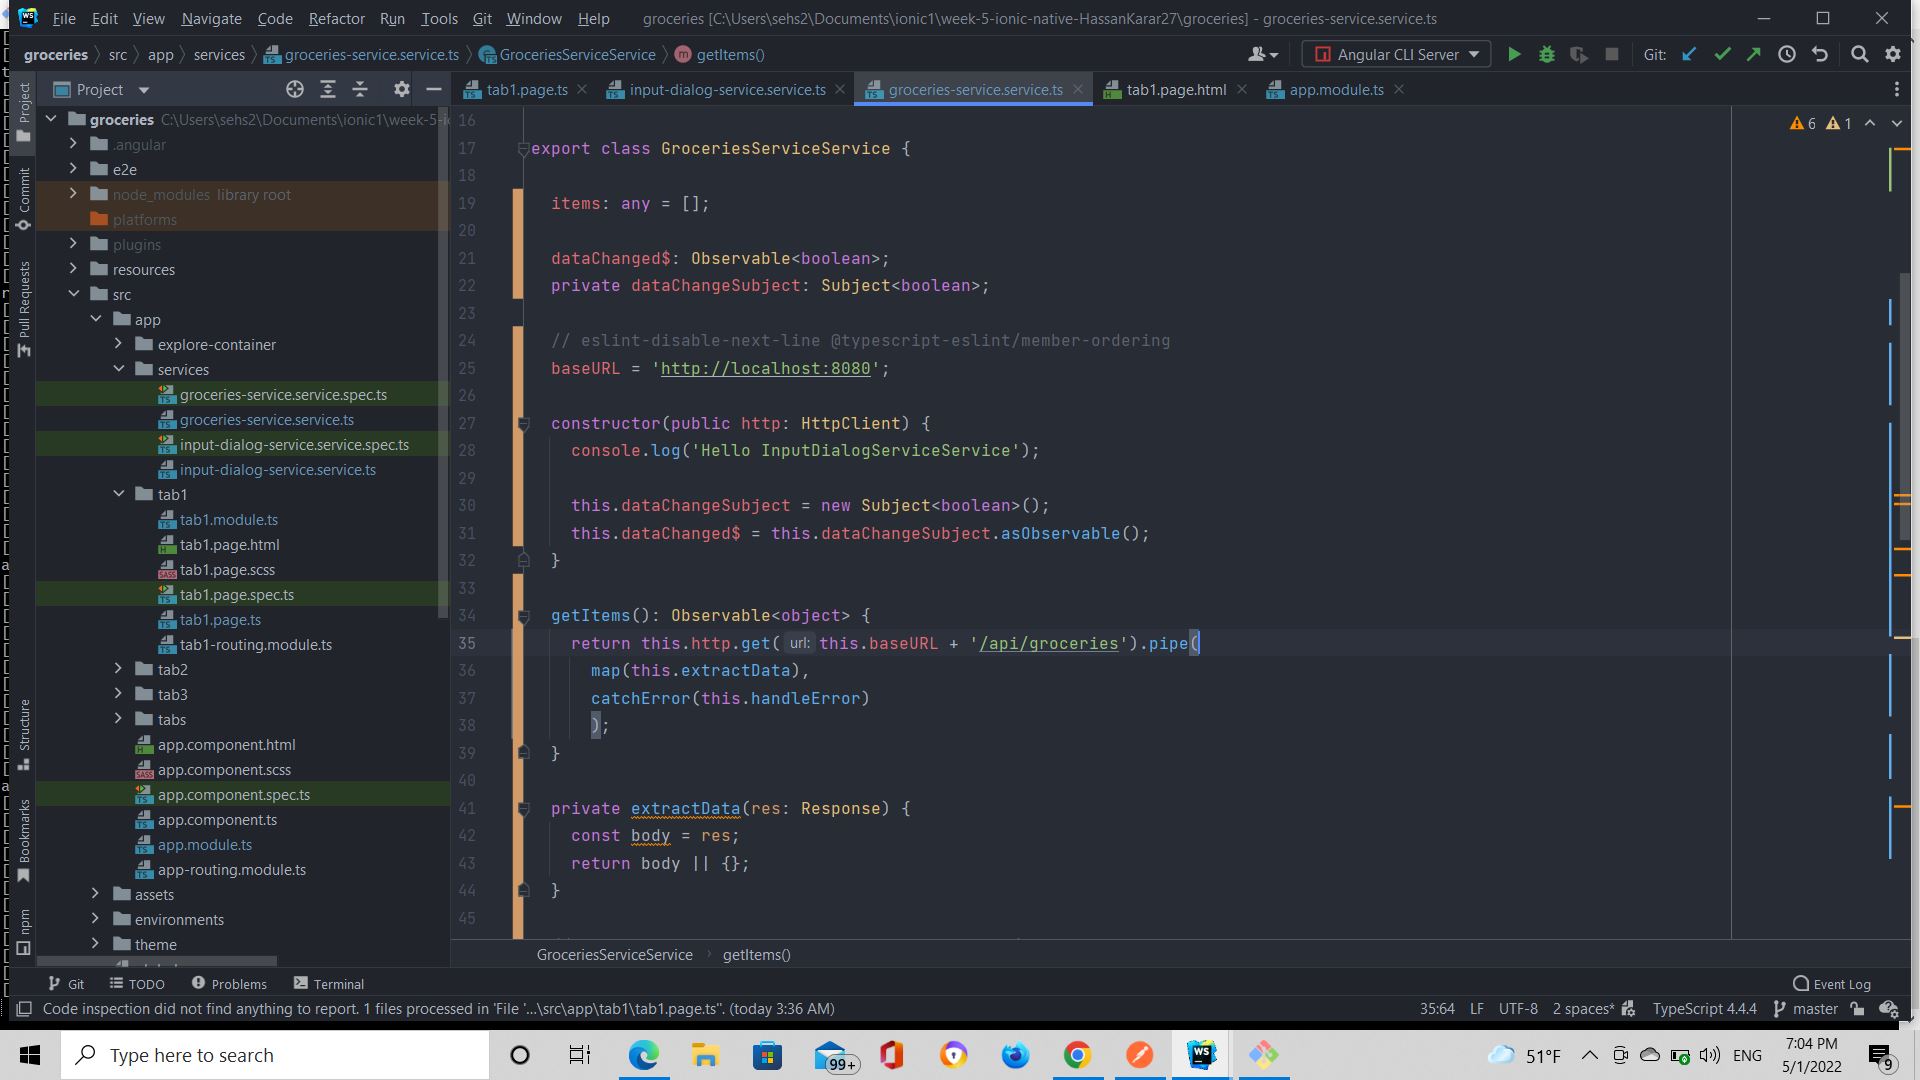 File Edit View Navigate Code Refactor Run Tools Git Window Help groceries [C:\Users\sehs2\Documents\ionic1\week-5-ionic-native-HassanKarar27\groceries] - groceries-service.service.ts
groceries src app services groceries-service.service.ts GroceriesServiceService getItems() Angular CLI Server Git:
Project tab1.page.ts input-dialog-service.service.ts groceries-service.service.ts tab1.page.html app.module.ts
Project
Commit
Pull Requests
Structure
Bookmarks
npm
groceries C:\Users\sehs2\Documents\ionic1\week-5-i
.angular
e2e
node_modules library root
platforms
plugins
resources
src
app
explore-container
services
groceries-service.service.spec.ts
groceries-service.service.ts
input-dialog-service.service.spec.ts
input-dialog-service.service.ts
tab1
tab1.module.ts
tab1.page.html
tab1.page.scss
tab1.page.spec.ts
tab1.page.ts
tab1-routing.module.ts
tab2
tab3
tabs
app.component.html
app.component.scss
app.component.spec.ts
app.component.ts
app.module.ts
app-routing.module.ts
assets
environments
theme
6 1
16
17 export class GroceriesServiceService {
18
19 items: any = [];
20
21 dataChanged$: Observable<boolean>;
22 private dataChangeSubject: Subject<boolean>;
23
24 // eslint-disable-next-line @typescript-eslint/member-ordering
25 baseURL = 'http://localhost:8080';
26
27 constructor(public http: HttpClient) {
28 console.log('Hello InputDialogServiceService');
29
30 this.dataChangeSubject = new Subject<boolean>();
31 this.dataChanged$ = this.dataChangeSubject.asObservable();
32 }
33
34 getItems(): Observable<object> {
35 return this.http.get( url: this.baseURL + '/api/groceries').pipe(
36 map(this.extractData),
37 catchError(this.handleError)
38 );
39 }
40
41 private extractData(res: Response) {
42 const body = res;
43 return body || {};
44 }
45
GroceriesServiceService getItems()
Git TODO Problems Terminal Event Log
Code inspection did not find anything to report. 1 files processed in 'File '...\src\app\tab1\tab1.page.ts''. (today 3:36 AM) 35:64 LF UTF-8 2 spaces* TypeScript 4.4.4 master
Type here to search 99+ 51°F ENG 7:04 PM
5/1/2022 9